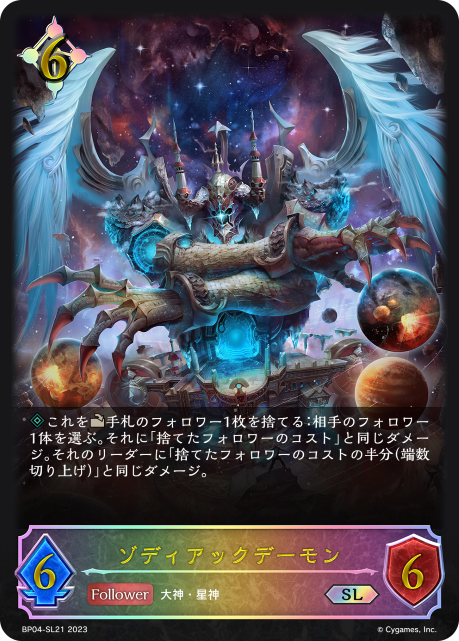 6
これを手札のフォロワー1枚を捨てる:相手のフォロワー
1体を選ぶ。それに「捨てたフォロワーのコスト」と同じダメー
ジ。それのリーダーに「捨てたフォロワーのコストの半分(端数
切り上げ)」と同じダメージ。
ゾディアックデーモン
6 Follower 大神・星神 SL 6
BP04-SL21 2023 © Cygames, Inc.